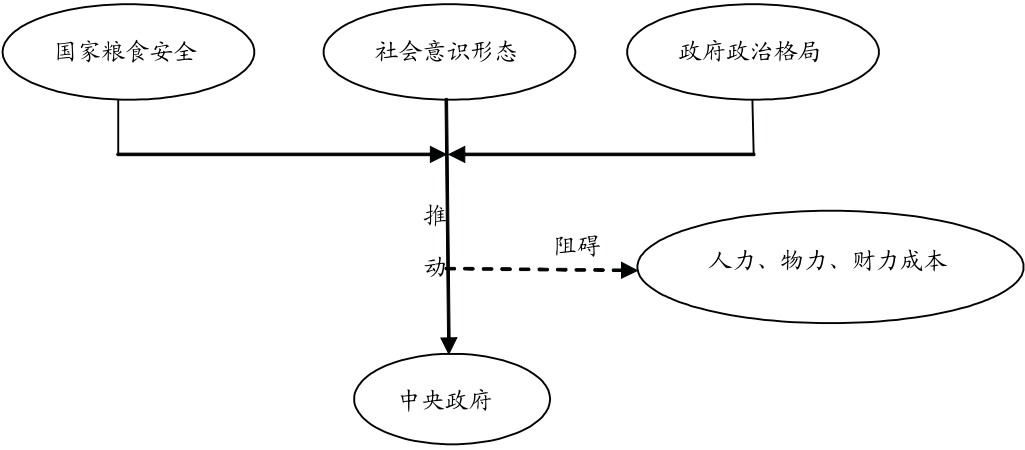 国家粮食安全
社会意识形态
政府政治格局
推
动
阻碍
人力、物力、财力成本
中央政府